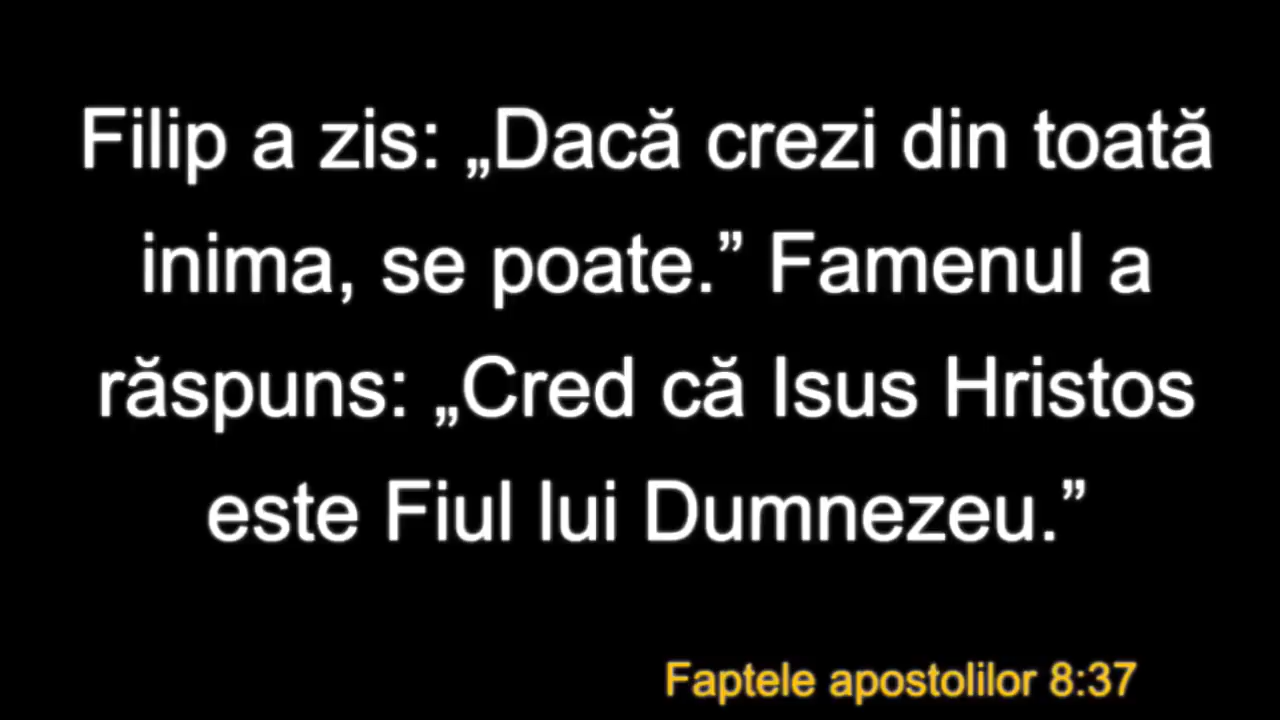 Filip a zis: „Dacă crezi din toată
inima, se poate.” Famenul a
răspuns: „Cred că Isus Hristos
este Fiul lui Dumnezeu.”
Faptele apostolilor 8:37